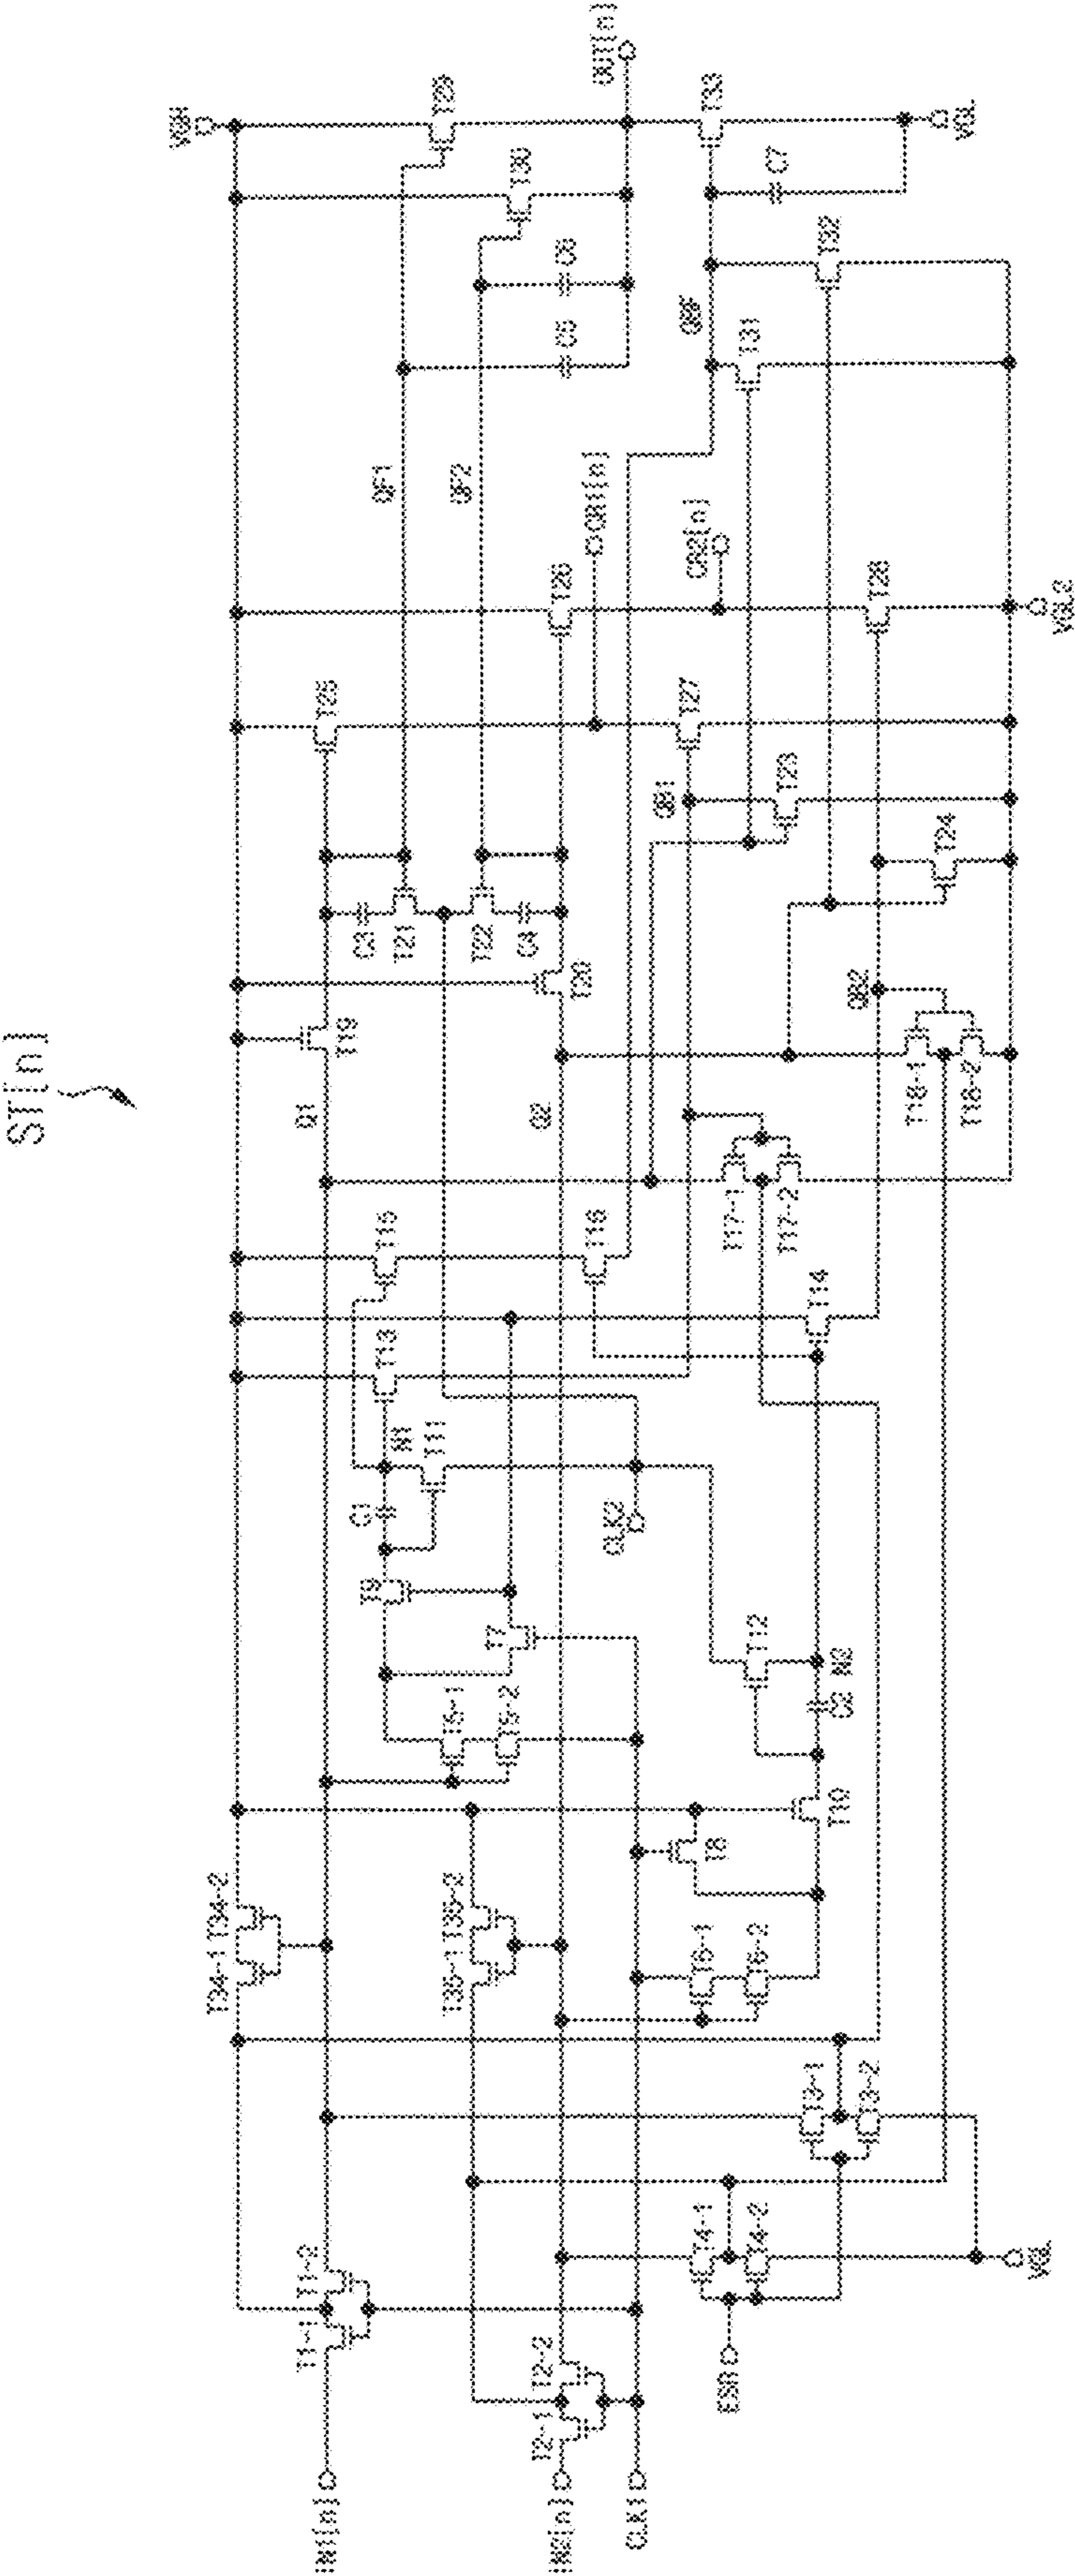 ST[n]
VGH
T29
OUT[n]
T33
VGL
T30
C7
C6
T32
C5
QBF
T31
QF1
QF2
CR1[n]
CR2[n]
T26
T28
VGL2
T25
T27
QB1
T23
T24
C3
T21
T22
C4
T20
QB2
T19
Q1
Q2
T18-1
T18-2
T17-1
T17-2
T15
T16
T14
T13
N1
T11
C1
CLK2
T9
T7
T12
N2
C2
T5-1
T5-2
T10
T8
T34-1
T34-2
T35-1
T35-2
T6-1
T6-2
T3-1
T3-2
T4-1
T4-2
VGL
T1-1
T1-2
T2-1
T2-2
ESR
IN1[n]
IN2[n]
CLK1